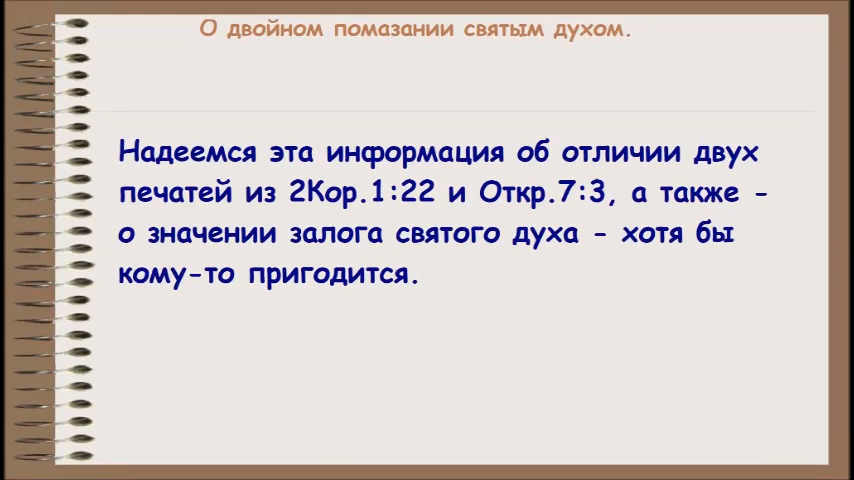 О двойном помазании святым духом.
Надеемся эта информация об отличии двух
печатей из 2Кор.1:22 и Откр.7:3, а также -
о значении залога святого духа - хотя бы
кому-то пригодится.